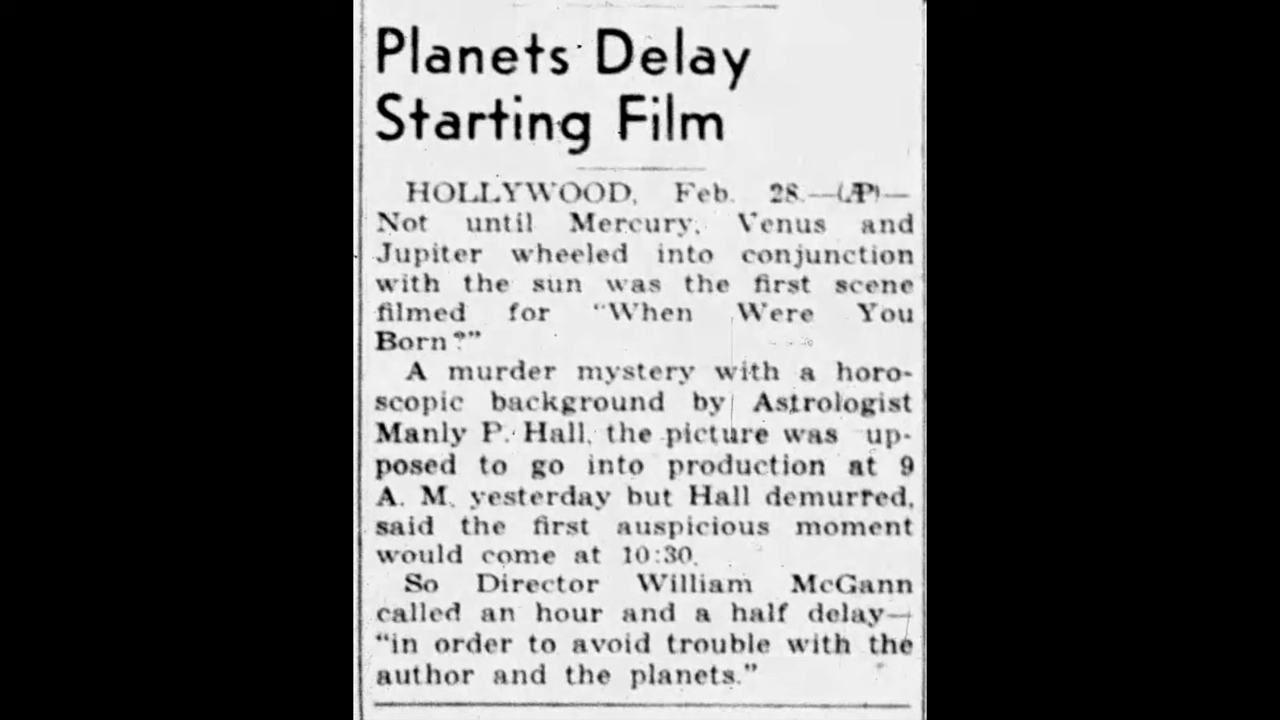 Planets Delay
Starting Film
HOLLYWOOD, Feb. 28.—(AP)—
Not until Mercury, Venus and
Jupiter wheeled into conjunction
with the sun was the first scene
filmed for “When Were You
Born?”
A murder mystery with a horo-
scopic background by Astrologist
Manly P. Hall, the picture was up-
posed to go into production at 9
A. M. yesterday but Hall demurred,
said the first auspicious moment
would come at 10:30.
So Director William McGann
called an hour and a half delay—
“in order to avoid trouble with the
author and the planets.”